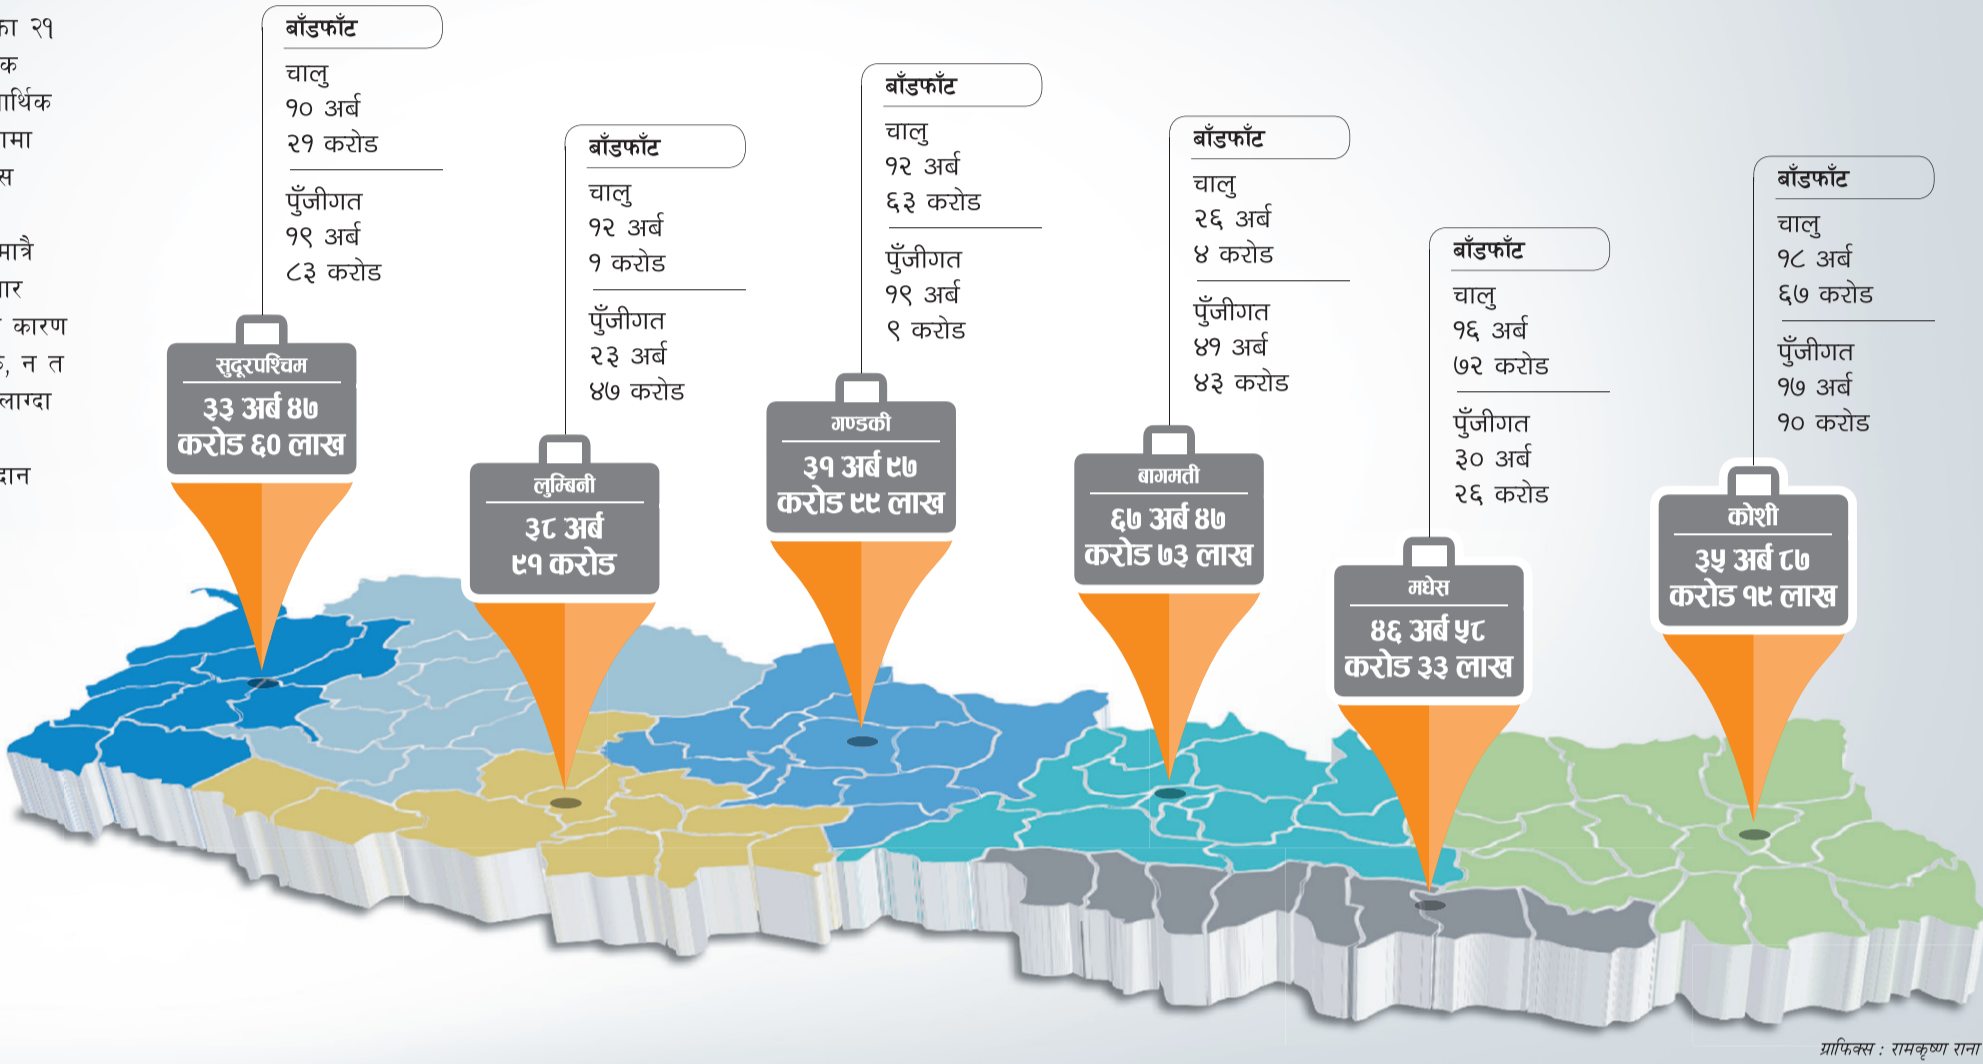 २१
क
मा
स
मात्रै
कारण
न त
लाग्दा
बाँडफाँट
चालु
१० अर्ब
२१ करोड
पुँजीगत
१९ अर्ब
८३ करोड
सुदूरपश्चिम
३३ अर्ब ४७
करोड ६० लाख
बाँडफाँट
चालु
१२ अर्ब
१ करोड
पुँजीगत
२३ अर्ब
४७ करोड
लुम्बिनी
३८ अर्ब
९१ करोड
बाँडफाँट
चालु
१२ अर्ब
६३ करोड
पुँजीगत
१९ अर्ब
९ करोड
गण्डकी
३१ अर्ब ९७
करोड ९९ लाख
बाँडफाँट
चालु
२६ अर्ब
४ करोड
पुँजीगत
४१ अर्ब
४३ करोड
बागमती
६७ अर्ब ४७
करोड ७३ लाख
बाँडफाँट
चालु
१६ अर्ब
७२ करोड
पुँजीगत
३० अर्ब
२६ करोड
मधेस
४६ अर्ब ५८
करोड ३३ लाख
बाँडफाँट
चालु
१८ अर्ब
६७ करोड
पुँजीगत
१७ अर्ब
१० करोड
कोशी
३५ अर्ब ८७
करोड १९ लाख
ग्राफिक्स : रामकृष्ण राना